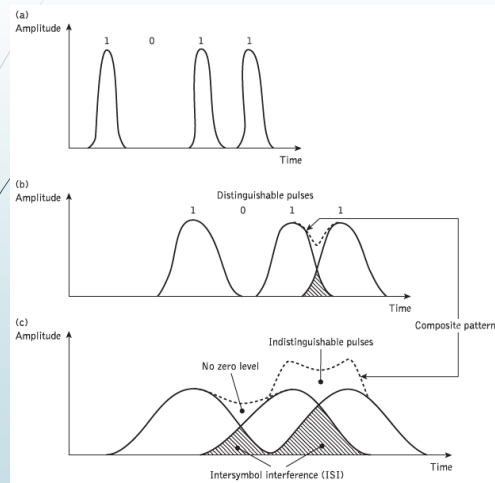 (a)
Amplitude
1 0 1 1
Time
(b)
Distinguishable pulses
Amplitude
1 0 1 1
Time
Composite pattern
(c)
Amplitude
Indistinguishable pulses
No zero level
Time
Intersymbol interference (ISI)